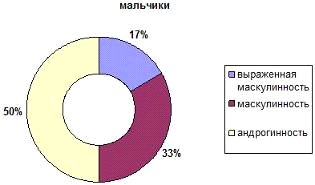 мальчики
17%
50%
33%
выраженная
маскулинность
маскулинность
андрогинность